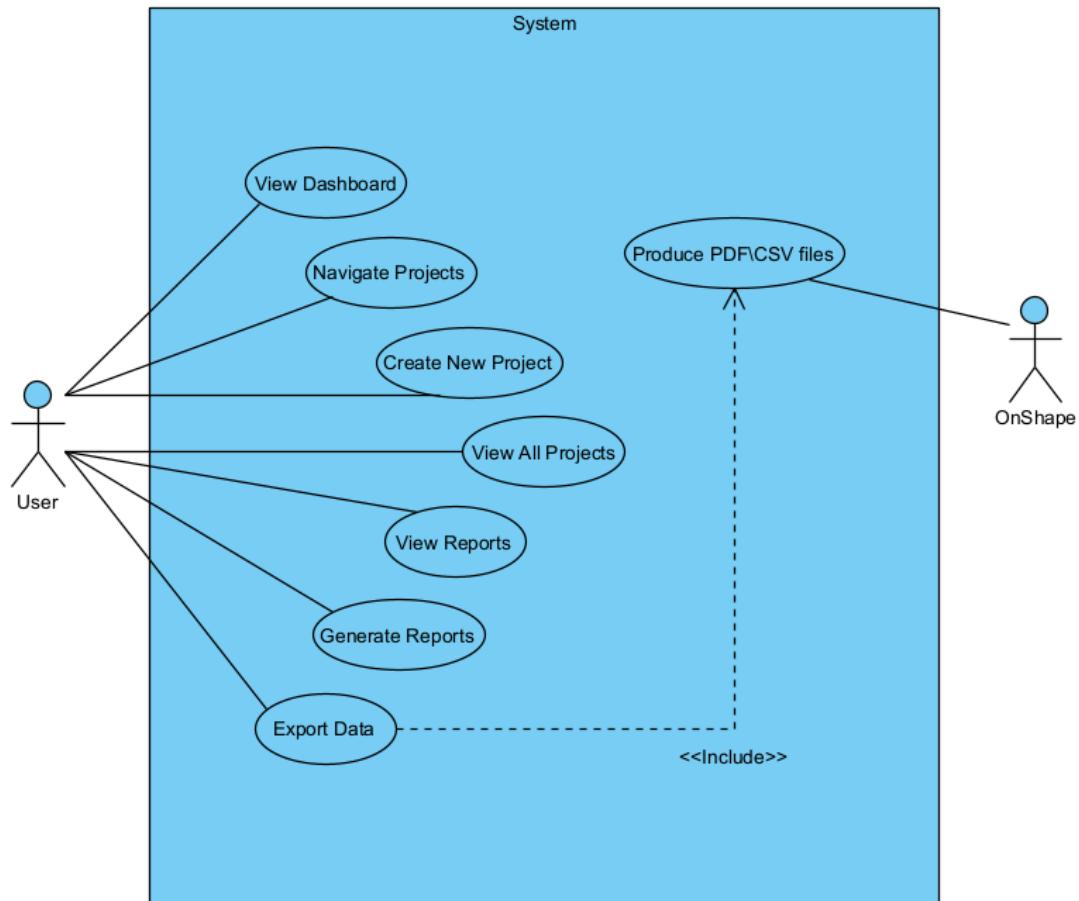 System
View Dashboard
Produce PDF\CSV files
Navigate Projects
Create New Project
OnShape
View All Projects
User
View Reports
Generate Reports
Export Data
<<Include>>